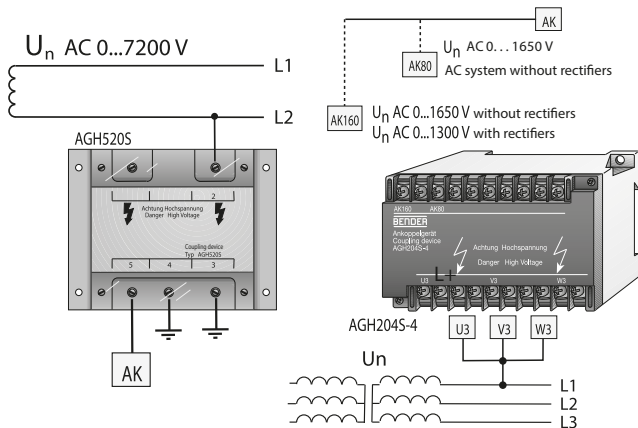 Un AC 0...7200 V
L1
L2
AGH520S
2
Achtung Hochspannung
Danger High Voltage
Coupling device
Typ AGH520S
5 4 3
AK
AK
AK80
Un AC 0... 1650 V
AC system without rectifiers
AK160
Un AC 0...1650 V without rectifiers
Un AC 0...1300 V with rectifiers
AK160 AK80
BENDER
Ankoppelgerät
Coupling device
AGH204S-4
Achtung Hochspannung
Danger High Voltage
L+
U3 V3 W3
AGH204S-4
U3 V3 W3
Un
L1
L2
L3